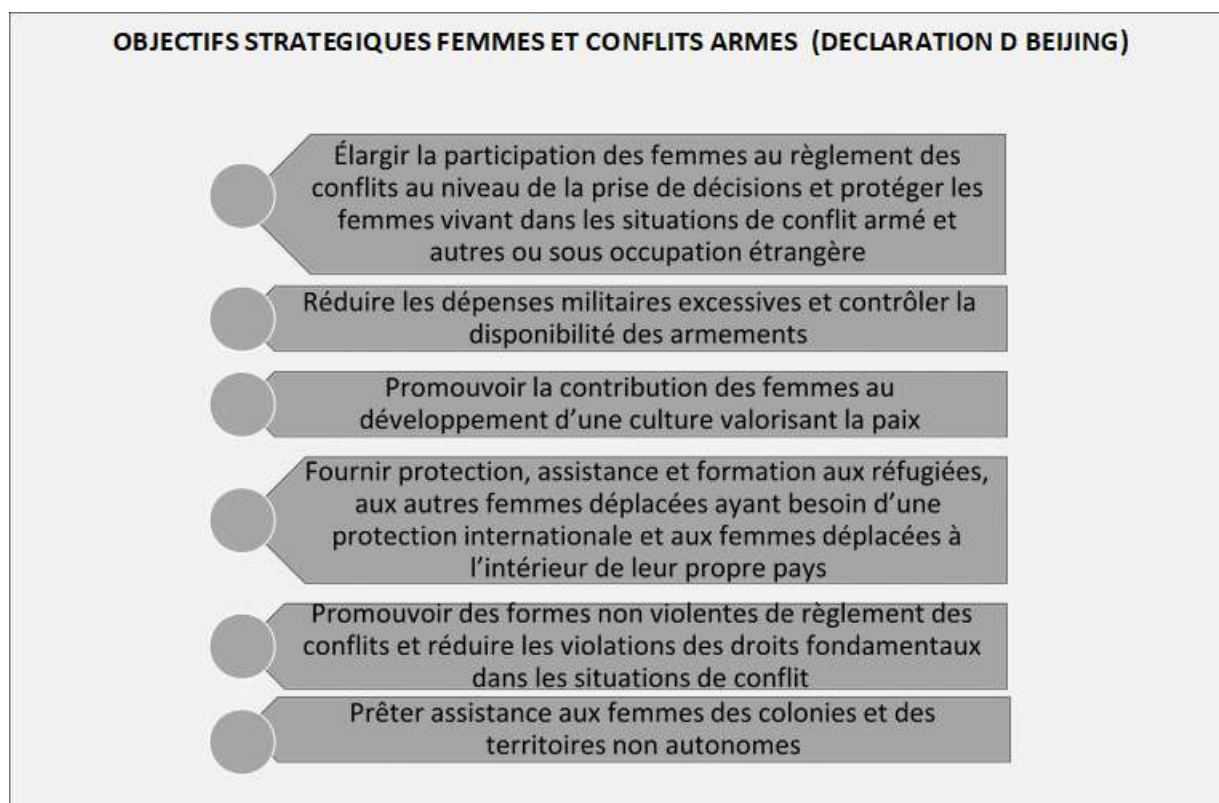 OBJECTIFS STRATEGIQUES FEMMES ET CONFLITS ARMES (DECLARATION D BEIJING)
Élargir la participation des femmes au règlement des
conflits au niveau de la prise de décisions et protéger les
femmes vivant dans les situations de conflit armé et
autres ou sous occupation étrangère
Réduire les dépenses militaires excessives et contrôler la
disponibilité des armements
Promouvoir la contribution des femmes au
développement d’une culture valorisant la paix
Fournir protection, assistance et formation aux réfugiées,
aux autres femmes déplacées ayant besoin d’une
protection internationale et aux femmes déplacées à
l’intérieur de leur propre pays
Promouvoir des formes non violentes de règlement des
conflits et réduire les violations des droits fondamentaux
dans les situations de conflit
Prêter assistance aux femmes des colonies et des
territoires non autonomes